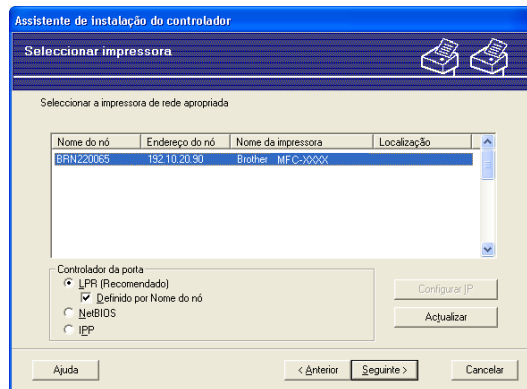 Assistente de instalação do controlador
Seleccionar impressora
Seleccionar a impressora de rede apropriada
Nome do nó Endereço do nó Nome da impressora Localização
BRN220065 192.10.20.90 Brother MFC-XXXX
Controlador da porta
LPR (Recomendado)
Definido por Nome do nó
NetBIOS
IPP
Configurar IP
Actualizar
Ajuda < Anterior Seguinte > Cancelar